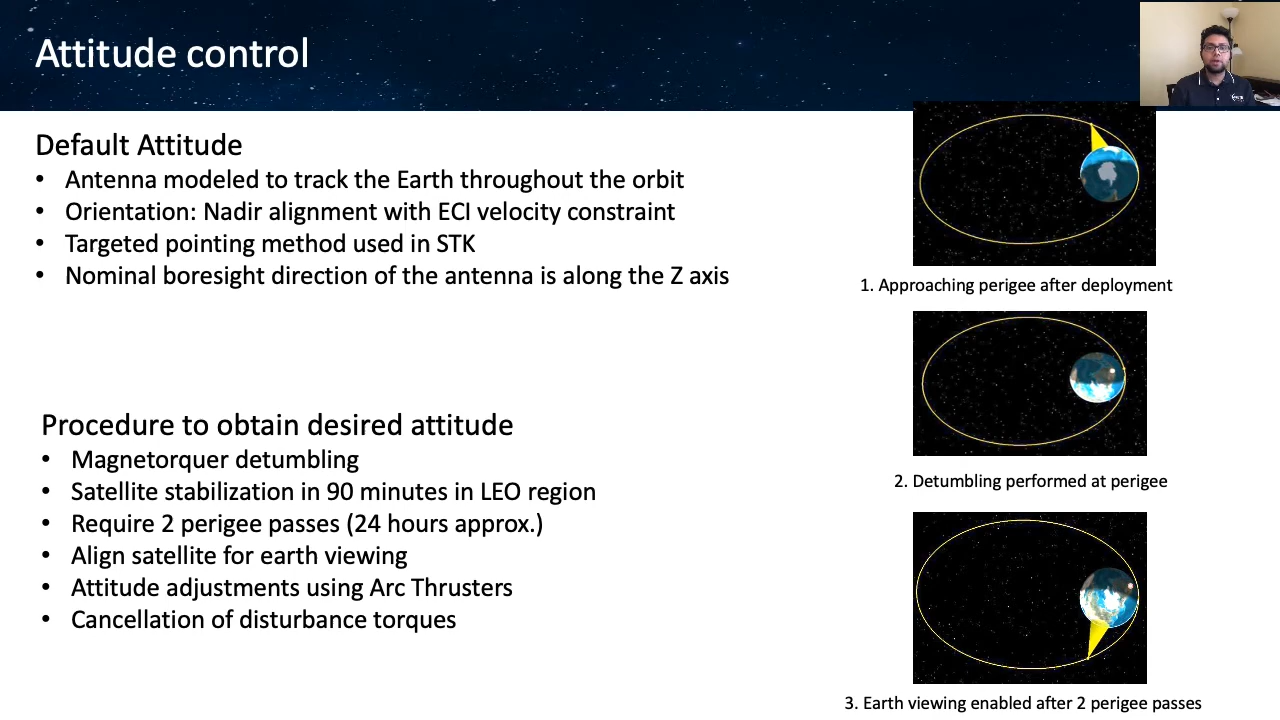 Attitude control
Default Attitude
• Antenna modeled to track the Earth throughout the orbit
• Orientation: Nadir alignment with ECI velocity constraint
• Targeted pointing method used in STK
• Nominal boresight direction of the antenna is along the Z axis
Procedure to obtain desired attitude
• Magnetorquer detumbling
• Satellite stabilization in 90 minutes in LEO region
• Require 2 perigee passes (24 hours approx.)
• Align satellite for earth viewing
• Attitude adjustments using Arc Thrusters
• Cancellation of disturbance torques
1. Approaching perigee after deployment
2. Detumbling performed at perigee
3. Earth viewing enabled after 2 perigee passes